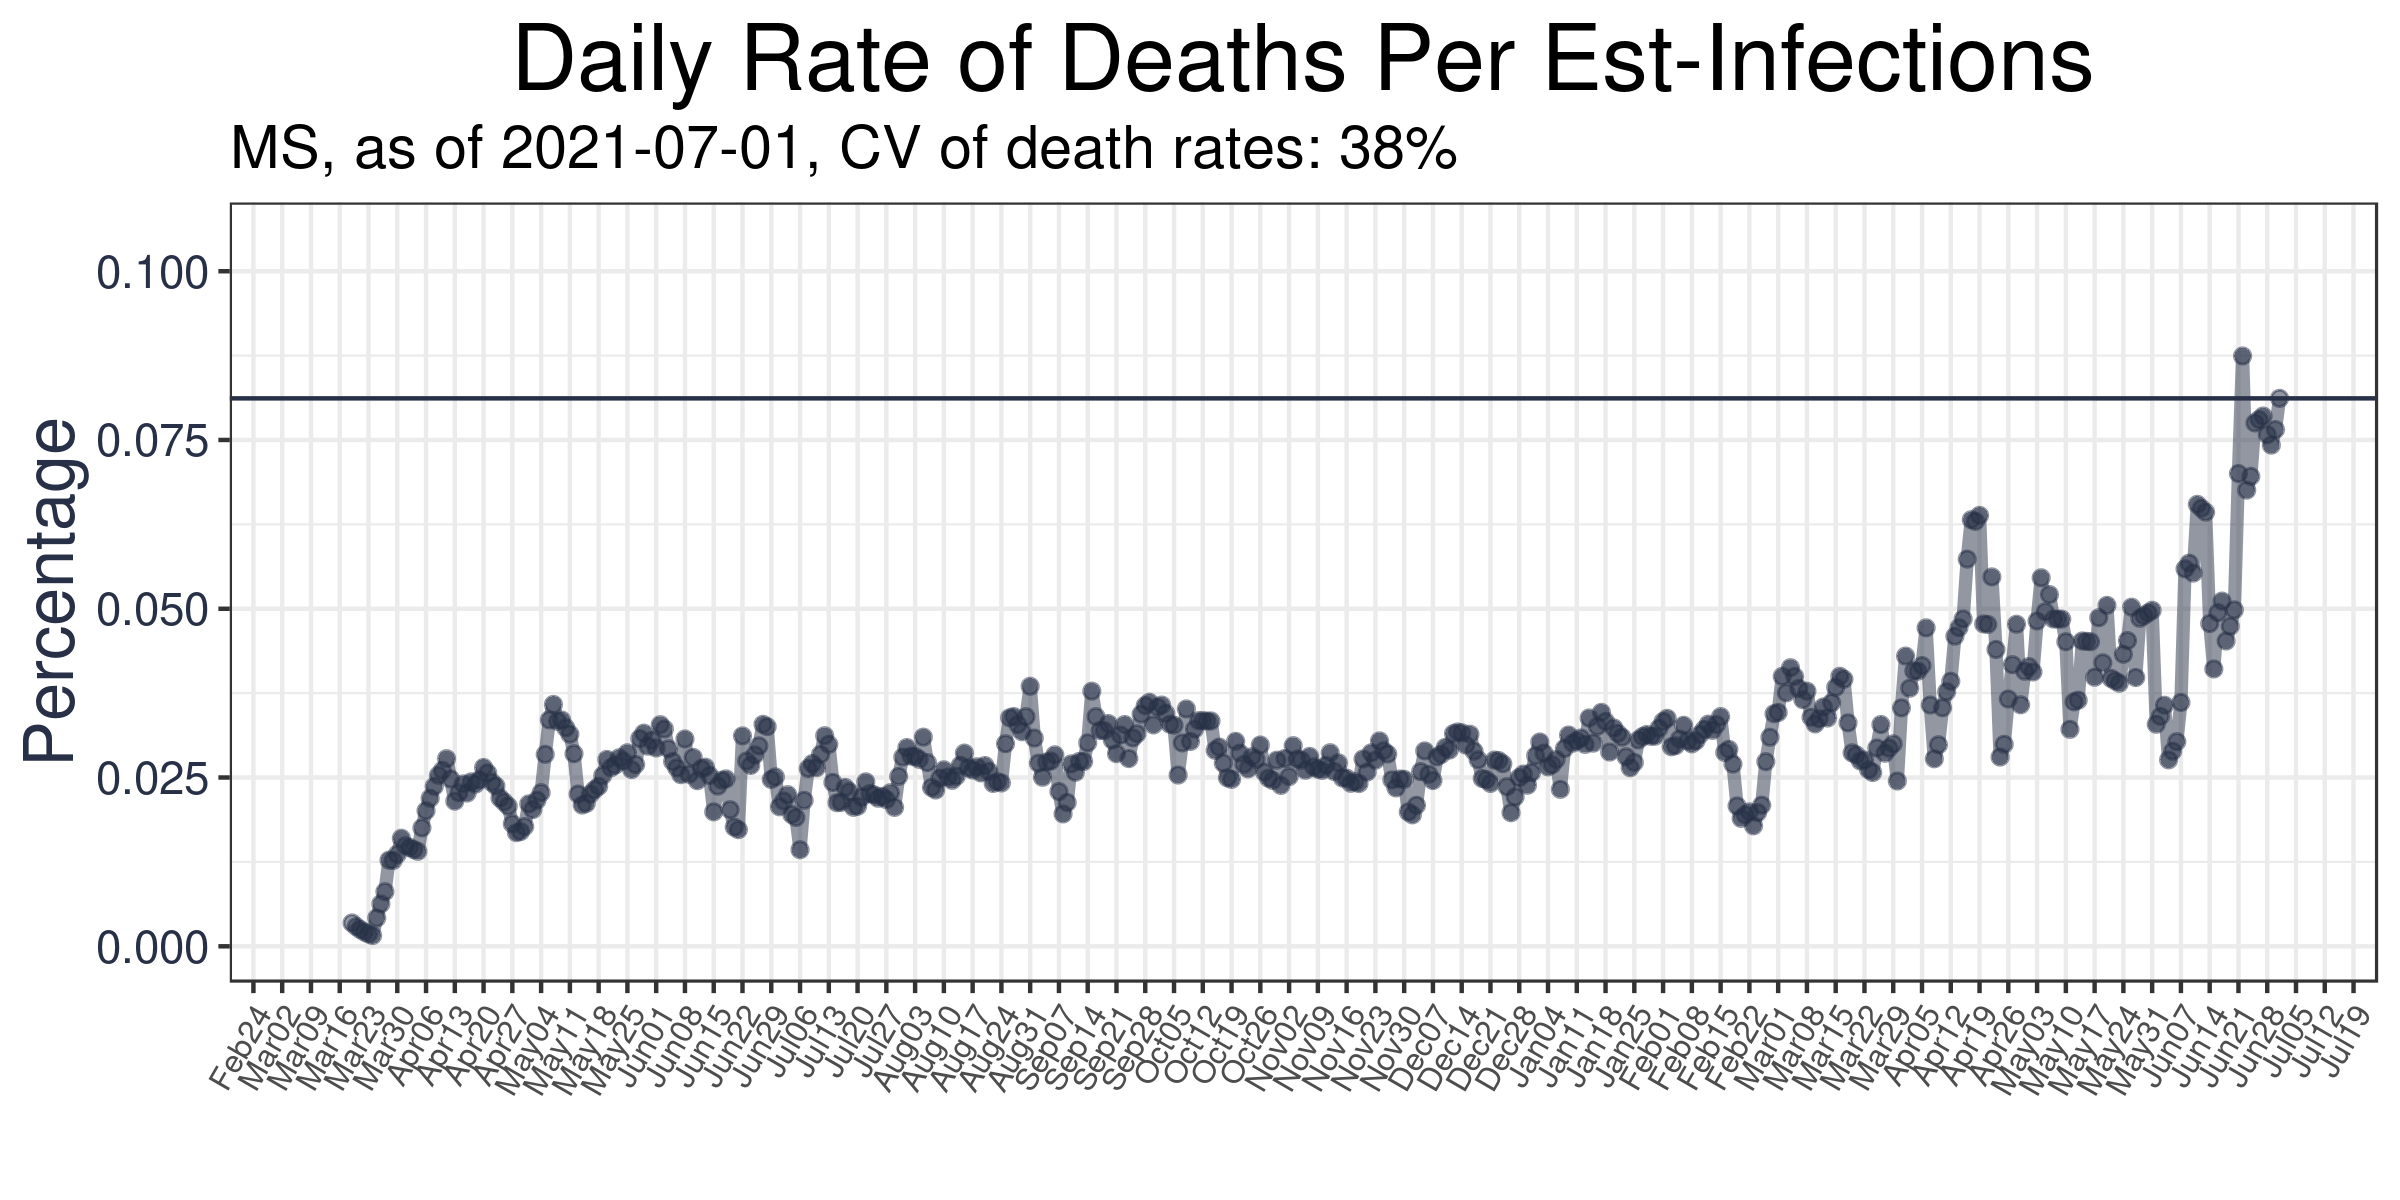 Daily Rate of Deaths Per Est-Infections
MS, as of 2021-07-01, CV of death rates: 38%
Percentage
0.100
0.075
0.050
0.025
0.000
Feb24
Mar02
Mar09
Mar16
Mar23
Mar30
Apr06
Apr13
Apr20
Apr27
May04
May11
May18
May25
Jun01
Jun08
Jun15
Jun22
Jun29
Jul06
Jul13
Jul20
Jul27
Aug03
Aug10
Aug17
Aug24
Aug31
Sep07
Sep14
Sep21
Sep28
Oct05
Oct12
Oct19
Oct26
Nov02
Nov09
Nov16
Nov23
Nov30
Dec07
Dec14
Dec21
Dec28
Jan04
Jan11
Jan18
Jan25
Feb01
Feb08
Feb15
Feb22
Mar01
Mar08
Mar15
Mar22
Mar29
Apr05
Apr12
Apr19
Apr26
May03
May10
May17
May24
May31
Jun07
Jun14
Jun21
Jun28
Jul05
Jul12
Jul19